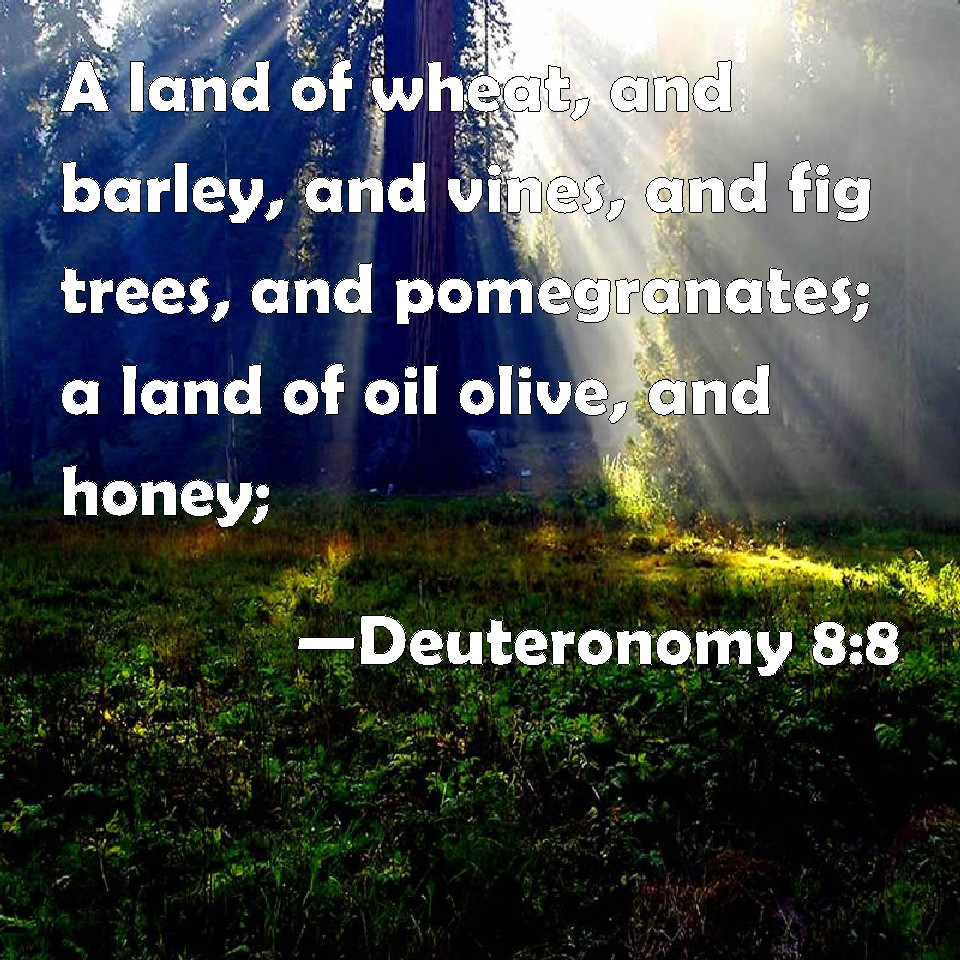 A land of wheat, and
barley, and vines, and fig
trees, and pomegranates;
a land of oil olive, and
honey;
—Deuteronomy 8:8